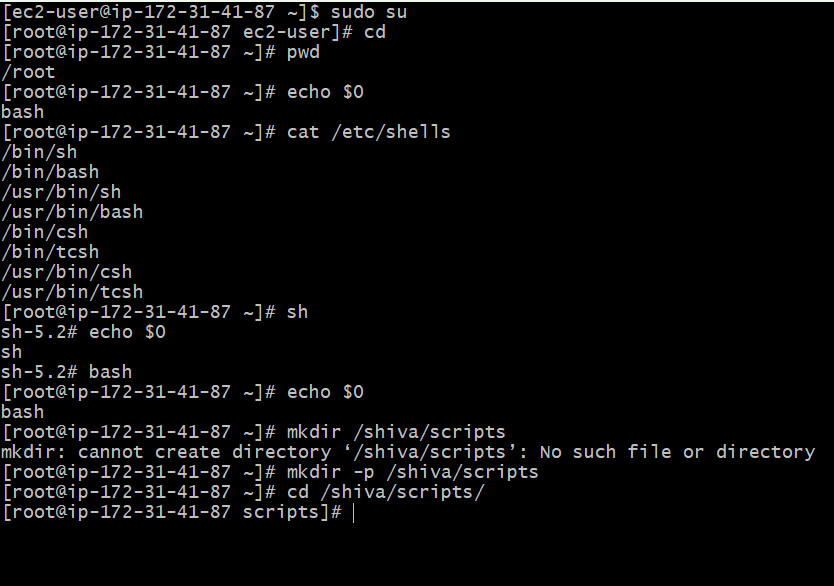 [ec2-user@ip-172-31-41-87 ~]$ sudo su
[root@ip-172-31-41-87 ec2-user]# cd
[root@ip-172-31-41-87 ~]# pwd
/root
[root@ip-172-31-41-87 ~]# echo $0
bash
[root@ip-172-31-41-87 ~]# cat /etc/shells
/bin/sh
/bin/bash
/usr/bin/sh
/usr/bin/bash
/bin/csh
/bin/tcsh
/usr/bin/csh
/usr/bin/tcsh
[root@ip-172-31-41-87 ~]# sh
sh-5.2# echo $0
sh
sh-5.2# bash
[root@ip-172-31-41-87 ~]# echo $0
bash
[root@ip-172-31-41-87 ~]# mkdir /shiva/scripts
mkdir: cannot create directory ‘/shiva/scripts’: No such file or directory
[root@ip-172-31-41-87 ~]# mkdir -p /shiva/scripts
[root@ip-172-31-41-87 ~]# cd /shiva/scripts/
[root@ip-172-31-41-87 scripts]#